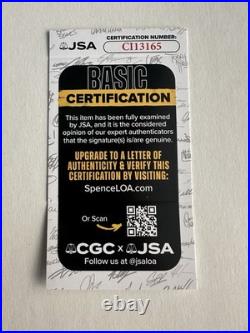 JSA
CERTIFICATION NUMBER:
CI13165
BASIC
CERTIFICATION
This item has been fully examined
by JSA, and it is the considered
opinion of our expert authenticators
that the signature(s) is/are genuine.
UPGRADE TO A LETTER OF
AUTHENTICITY & VERIFY THIS
CERTIFICATION BY VISITING:
SpenceLOA.com
Or Scan
CGC x JSA
Follow us at @jsaloa